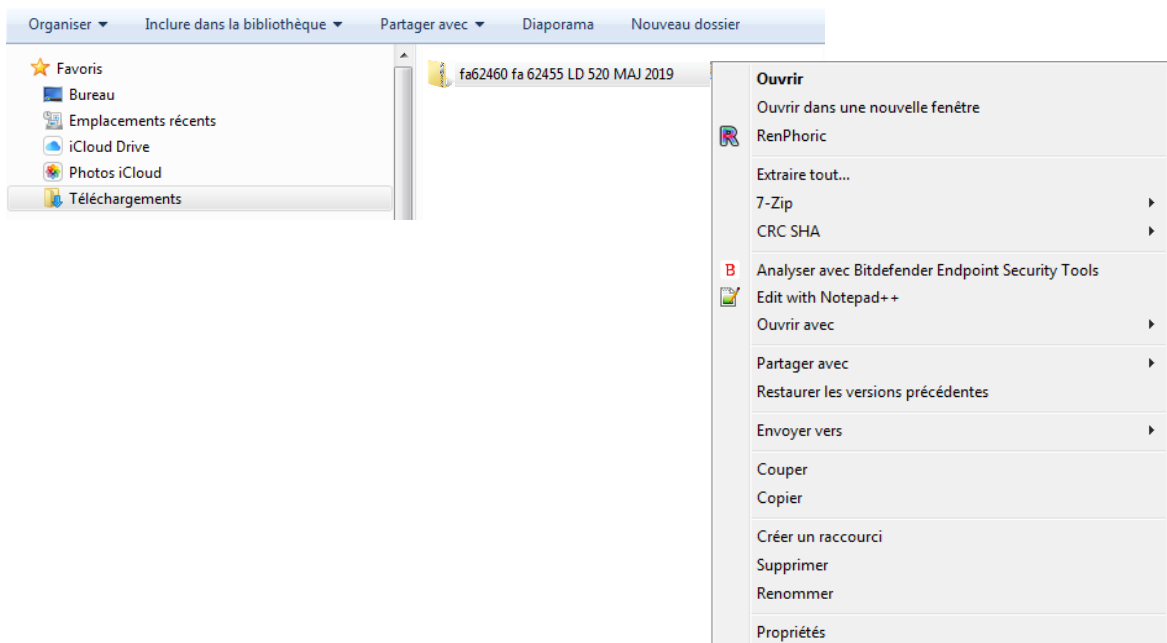 Organiser Inclure dans la bibliothèque Partager avec Diaporama Nouveau dossier
Favoris
Bureau
Emplacements récents
iCloud Drive
Photos iCloud
Téléchargements
fa62460 fa 62455 LD 520 MAJ 2019
Ouvrir
Ouvrir dans une nouvelle fenêtre
RenPhoric
Extraire tout...
7-Zip
CRC SHA
Analyser avec Bitdefender Endpoint Security Tools
Edit with Notepad++
Ouvrir avec
Partager avec
Restaurer les versions précédentes
Envoyer vers
Couper
Copier
Créer un raccourci
Supprimer
Renommer
Propriétés